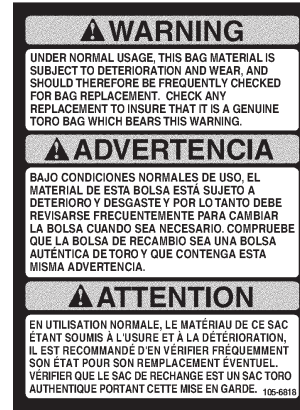 WARNING
UNDER NORMAL USAGE, THIS BAG MATERIAL IS
SUBJECT TO DETERIORATION AND WEAR, AND
SHOULD THEREFORE BE FREQUENTLY CHECKED
FOR BAG REPLACEMENT. CHECK ANY
REPLACEMENT TO INSURE THAT IT IS A GENUINE
TORO BAG WHICH BEARS THIS WARNING.
ADVERTENCIA
BAJO CONDICIONES NORMALES DE USO, EL
MATERIAL DE ESTA BOLSA ESTÁ SUJETO A
DETERIORO Y DESGASTE Y POR LO TANTO DEBE
REVISARSE FRECUENTEMENTE PARA CAMBIAR
LA BOLSA CUANDO SEA NECESARIO. COMPRUEBE
QUE LA BOLSA DE RECAMBIO SEA UNA BOLSA
AUTÉNTICA DE TORO Y QUE CONTENGA ESTA
MISMA ADVERTENCIA.
ATTENTION
EN UTILISATION NORMALE, LE MATÉRIAU DE CE SAC
ÉTANT SOUMIS À L'USURE ET À LA DÉTÉRIORATION,
IL EST RECOMMANDÉ D'EN VÉRIFIER FRÉQUEMMENT
SON ÉTAT POUR SON REMPLACEMENT ÉVENTUEL.
VÉRIFIER QUE LE SAC DE RECHANGE EST UN SAC TORO
AUTHENTIQUE PORTANT CETTE MISE EN GARDE. 105-6818